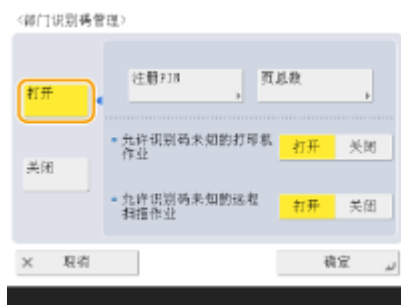 <部门识别码管理>
打开
注册PIN
页总数
允许识别码未知的打印机
作业
打开 关闭
关闭
允许识别码未知的远程
扫描作业
打开 关闭
× 取消
确定